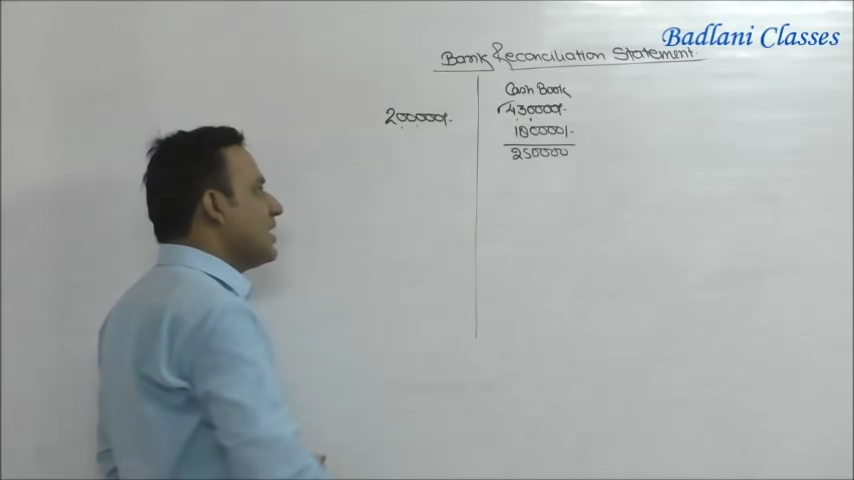 Badlani Classes
Bank Reconciliation Statement.
Cash Book
200000/-
430000/-
180000/-
250000